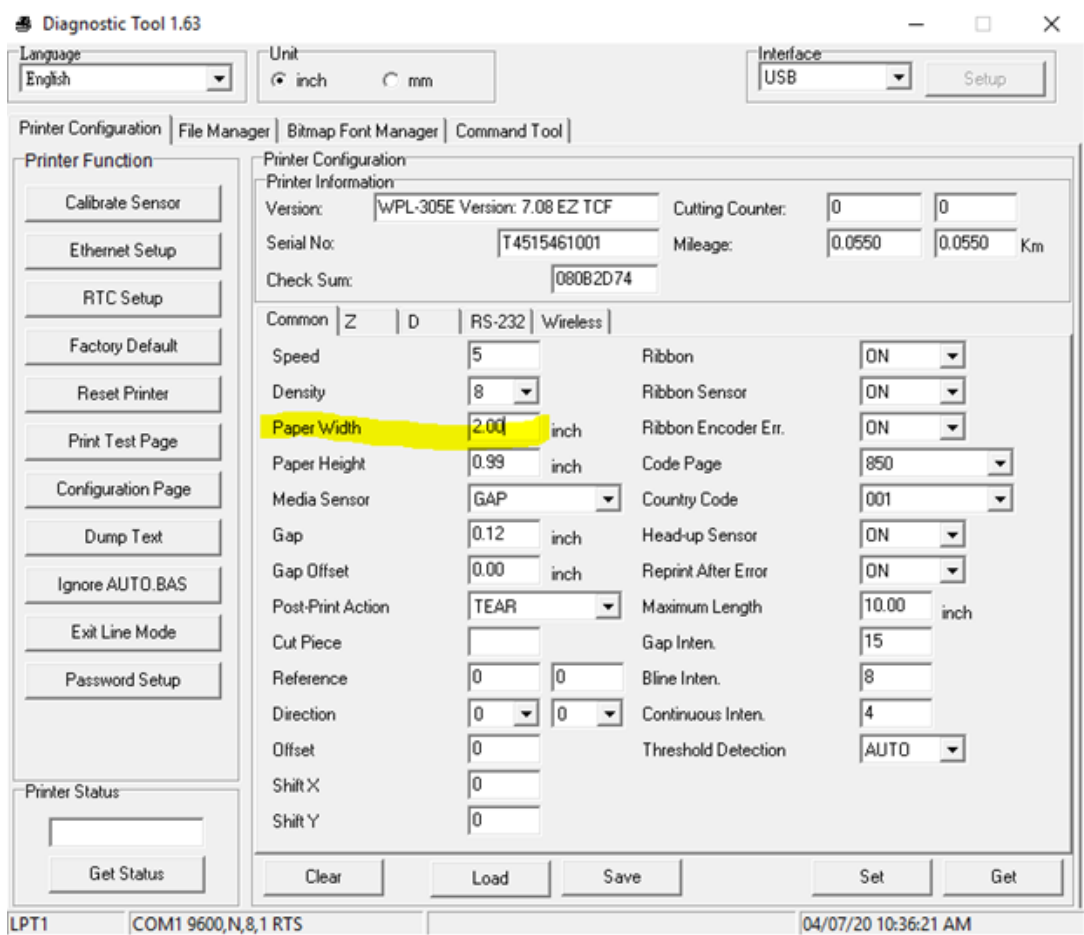 Diagnostic Tool 1.63
Language Unit Interface
English inch mm USB Setup
Printer Configuration File Manager Bitmap Font Manager Command Tool
Printer Function Printer Configuration
Printer Information
Calibrate Sensor Version: WPL-305E Version: 7.08 EZ TCF Cutting Counter: 0 0
Ethernet Setup Serial No: T4515461001 Mileage: 0.0550 0.0550 Km
Check Sum: 080B2D74
RTC Setup
Common Z D RS-232 Wireless
Factory Default Speed 5 Ribbon ON
Reset Printer Density 8 Ribbon Sensor ON
Print Test Page Paper Width 2.00 inch Ribbon Encoder Err. ON
Paper Height 0.99 inch Code Page 850
Configuration Page Media Sensor GAP Country Code 001
Dump Text Gap 0.12 inch Head-up Sensor ON
Ignore AUTO.BAS Gap Offset 0.00 inch Reprint After Error ON
Post-Print Action TEAR Maximum Length 10.00 inch
Exit Line Mode Cut Piece Gap Inten. 15
Password Setup Reference 0 0 Bline Inten. 8
Direction 0 0 Continuous Inten. 4
Offset 0 Threshold Detection AUTO
Printer Status Shift X 0
Shift Y 0
Get Status Clear Load Save Set Get
LPT1 COM1 9600,N,8,1 RTS 04/07/20 10:36:21 AM